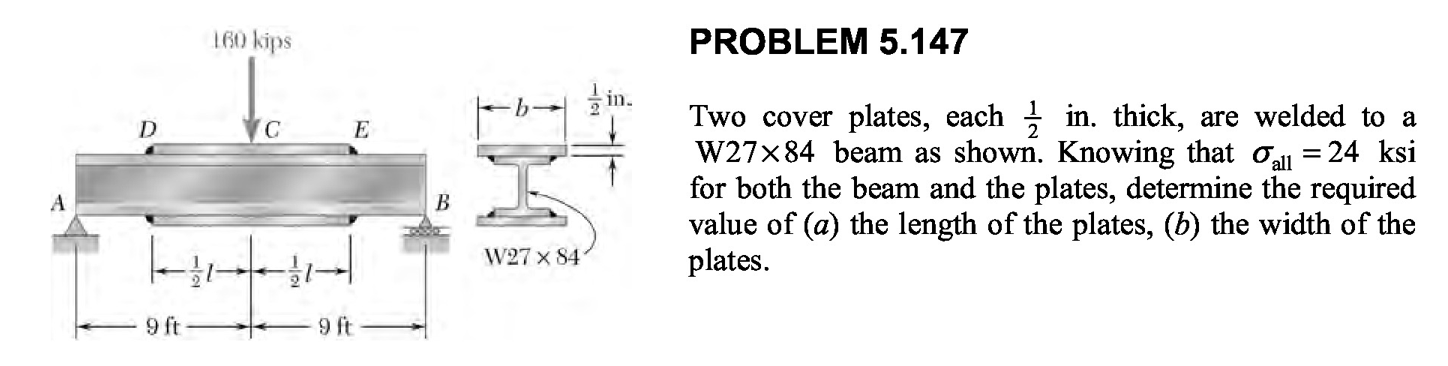 160 kips
D
C
E
A
B
1/2 l
1/2 l
9 ft
9 ft
b
1/2 in.
W27 × 84
PROBLEM 5.147
Two cover plates, each 1/2 in. thick, are welded to a
W27×84 beam as shown. Knowing that σall = 24 ksi
for both the beam and the plates, determine the required
value of (a) the length of the plates, (b) the width of the
plates.